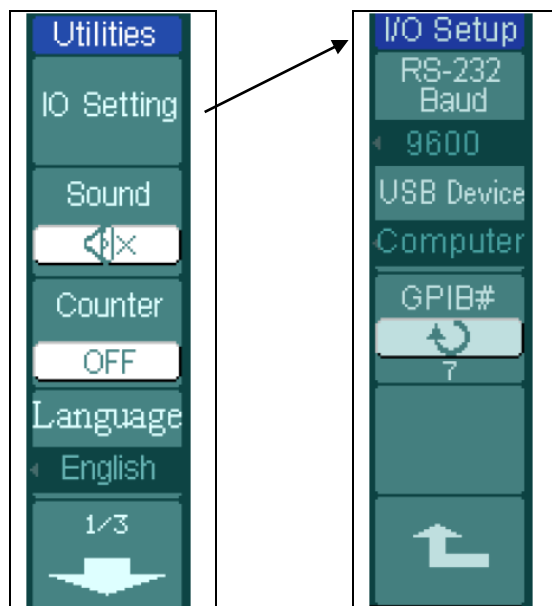 Utilities
IO Setting
Sound
Counter
OFF
Language
English
1/3
I/O Setup
RS-232
Baud
9600
USB Device
Computer
GPIB#
7